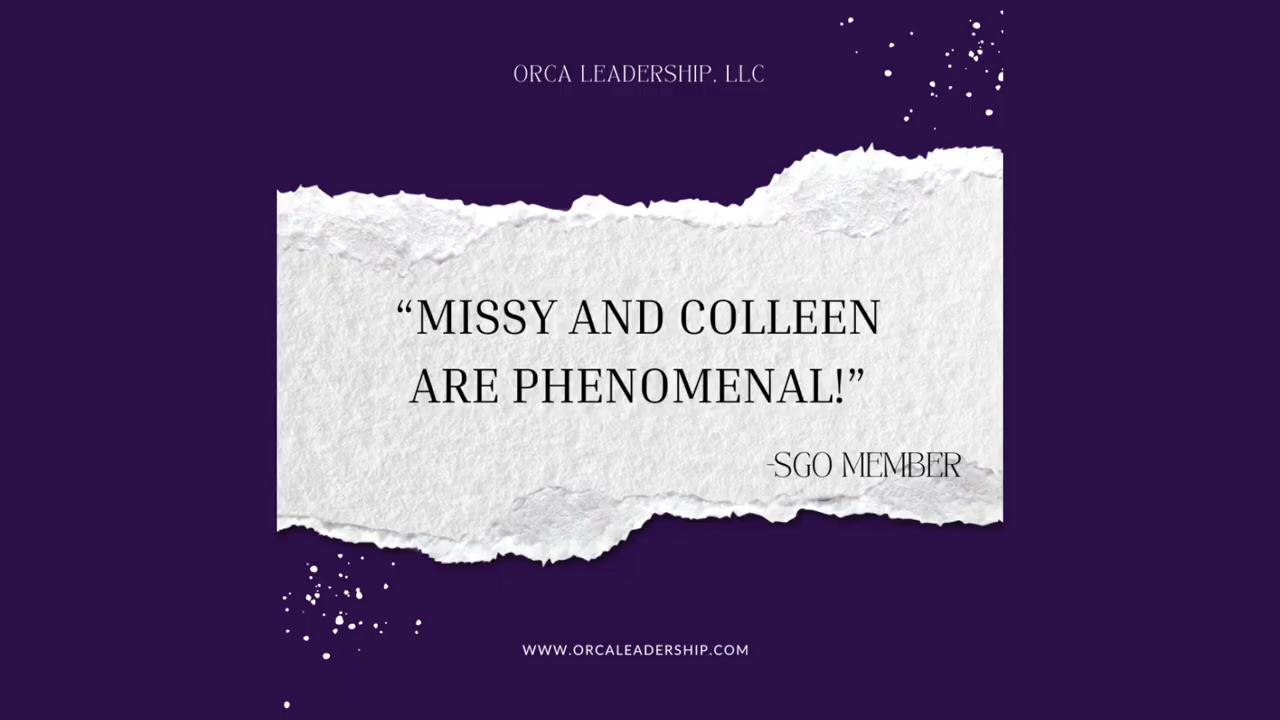 ORCA LEADERSHIP, LLC
“MISSY AND COLLEEN
ARE PHENOMENAL!”
-SGO MEMBER
WWW.ORCALEADERSHIP.COM